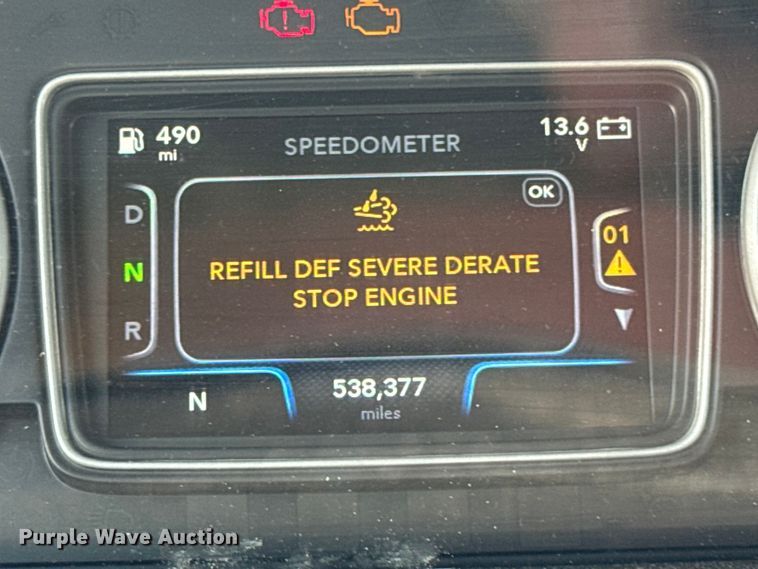 490
mi
SPEEDOMETER
13.6
V
OK
D
N
R
REFILL DEF SEVERE DERATE
STOP ENGINE
01
N
538,377
miles
Purple Wave Auction